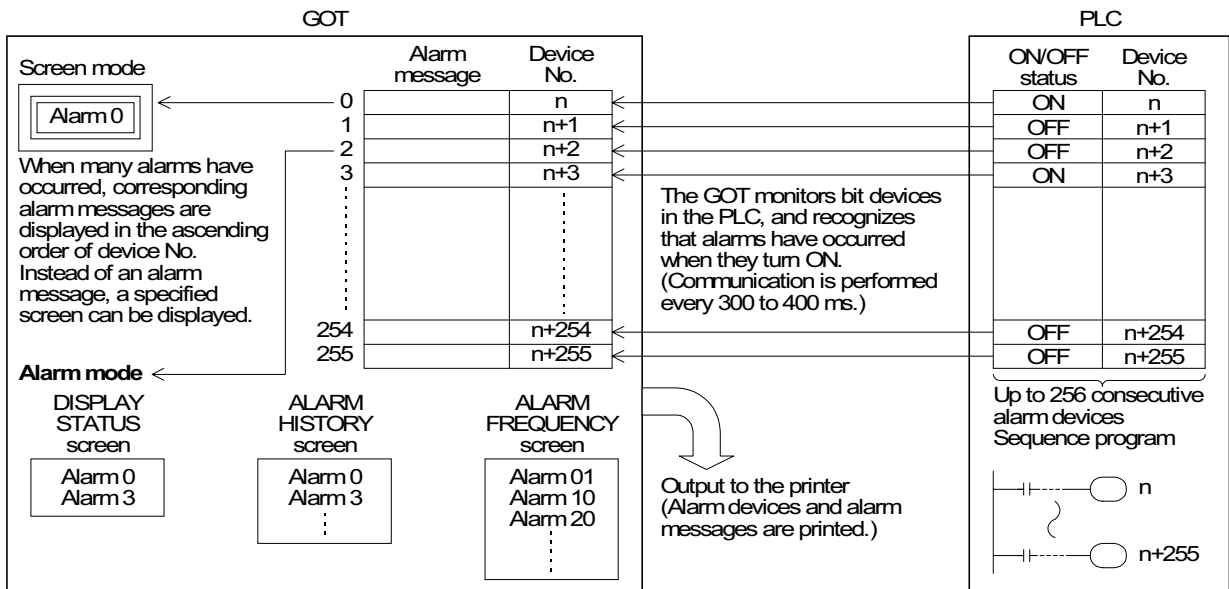 GOT
PLC
Screen mode
Alarm 0
When many alarms have
occurred, corresponding
alarm messages are
displayed in the ascending
order of device No.
Instead of an alarm
message, a specified
screen can be displayed.
Alarm
message
Device
No.
0 n
1 n+1
2 n+2
3 n+3
254 n+254
255 n+255
The GOT monitors bit devices
in the PLC, and recognizes
that alarms have occurred
when they turn ON.
(Communication is performed
every 300 to 400 ms.)
ON/OFF
status
Device
No.
ON n
OFF n+1
OFF n+2
ON n+3
OFF n+254
OFF n+255
Alarm mode
DISPLAY
STATUS
screen
Alarm 0
Alarm 3
ALARM
HISTORY
screen
Alarm 0
Alarm 3
ALARM
FREQUENCY
screen
Alarm 01
Alarm 10
Alarm 20
Output to the printer
(Alarm devices and alarm
messages are printed.)
Up to 256 consecutive
alarm devices
Sequence program
n
n+255